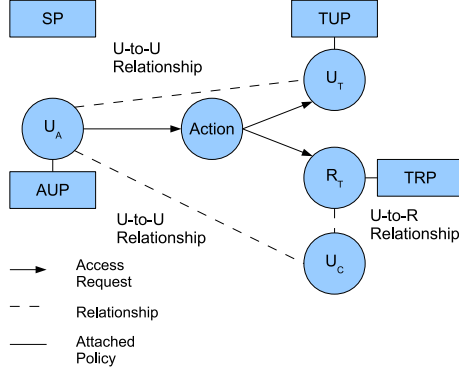 SP
TUP
U-to-U
Relationship
U_T
U_A
Action
R_T
TRP
AUP
U-to-U
Relationship
U-to-R
Relationship
U_C
Access
Request
Relationship
Attached
Policy